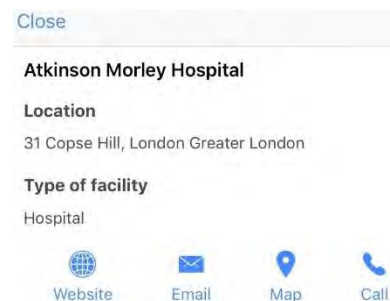 Close
Atkinson Morley Hospital
Location
31 Copse Hill, London Greater London
Type of facility
Hospital
Website Email Map Call